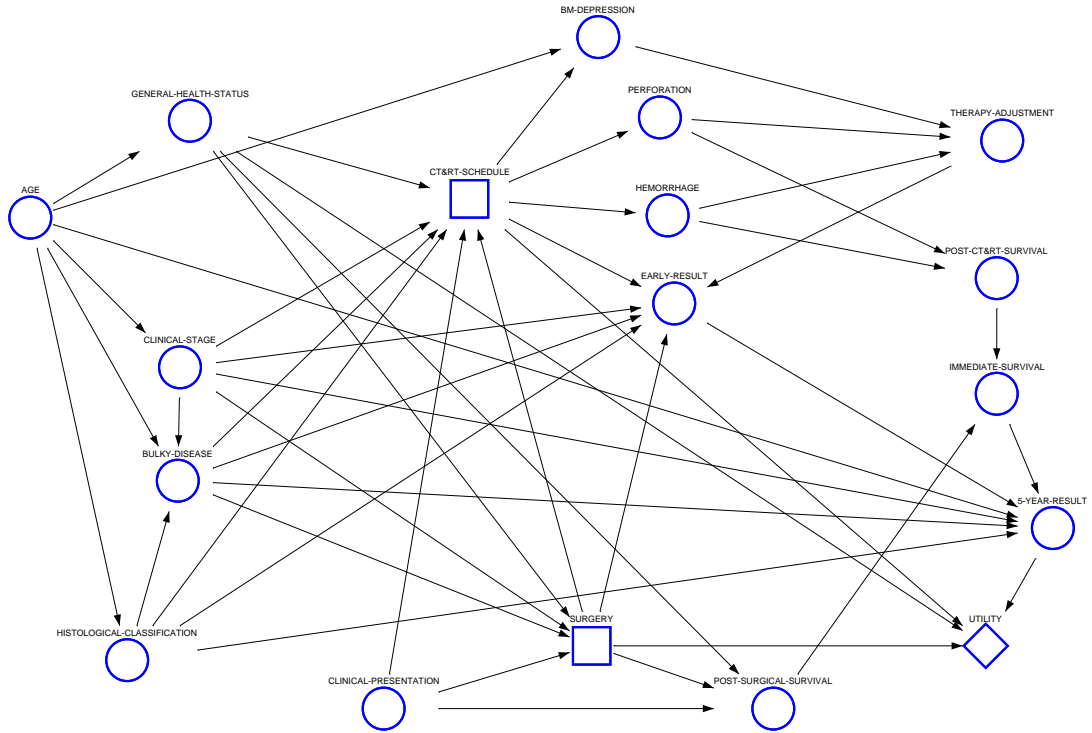 BM-DEPRESSION
GENERAL-HEALTH-STATUS
PERFORATION
THERAPY-ADJUSTMENT
CT&RT-SCHEDULE
AGE
HEMORRHAGE
POST-CT&RT-SURVIVAL
EARLY-RESULT
CLINICAL-STAGE
IMMEDIATE-SURVIVAL
BULKY-DISEASE
5-YEAR-RESULT
HISTOLOGICAL-CLASSIFICATION
SURGERY
UTILITY
CLINICAL-PRESENTATION
POST-SURGICAL-SURVIVAL